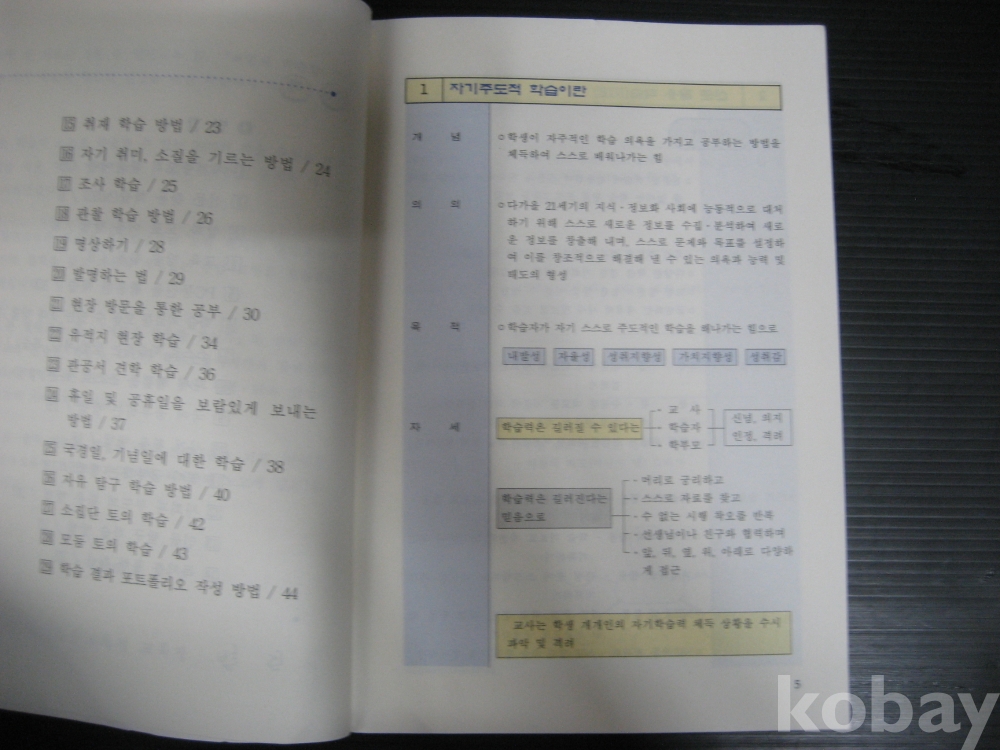 취재 학습 방법 / 23
자기 취미, 소질을 기르는 방법 / 24
조사 학습 / 25
관찰 학습 방법 / 26
명상하기 / 28
발명하는 법 / 29
현장 방문을 통한 공부 / 30
유적지 현장 학습 / 34
관공서 견학 학습 / 36
휴일 및 공휴일을 보람있게 보내는
방법 / 37
국경일, 기념일에 대한 학습 / 38
자유 탐구 학습 방법 / 40
소집단 토의 학습 / 42
모둠 토의 학습 / 43
학습 결과 포트폴리오 작성 방법 / 44
1 자기주도적 학습이란
개 념
○학생이 자주적인 학습 의욕을 가지고 공부하는 방법을
체득하여 스스로 배워나가는 힘
의 의
○다가올 21세기의 지식·정보화 사회에 능동적으로 대처
하기 위해 스스로 새로운 정보를 수집·분석하여 새로
운 정보를 창출해 내며, 스스로 문제와 목표를 설정하
여 이를 창조적으로 해결해 낼 수 있는 의욕과 능력 및
태도의 형성
목 적
○학습자가 자기 스스로 주도적인 학습을 해나가는 힘으로
내발성 자율성 성취지향성 가치지향성 성취감
자 세
학습력은 길러질 수 있다는
- 교 사
- 학습자
- 학부모
신념, 의지
인정, 격려
학습력은 길러진다는
믿음으로
- 머리로 궁리하고
- 스스로 자료를 찾고
- 수 없는 시행 착오를 반복
- 선생님이나 친구와 협력하며
- 앞, 뒤, 옆, 위, 아래로 다양하
게 접근
교사는 학생 개개인의 자기학습력 체득 상황을 수시
파악 및 격려
5
kobay